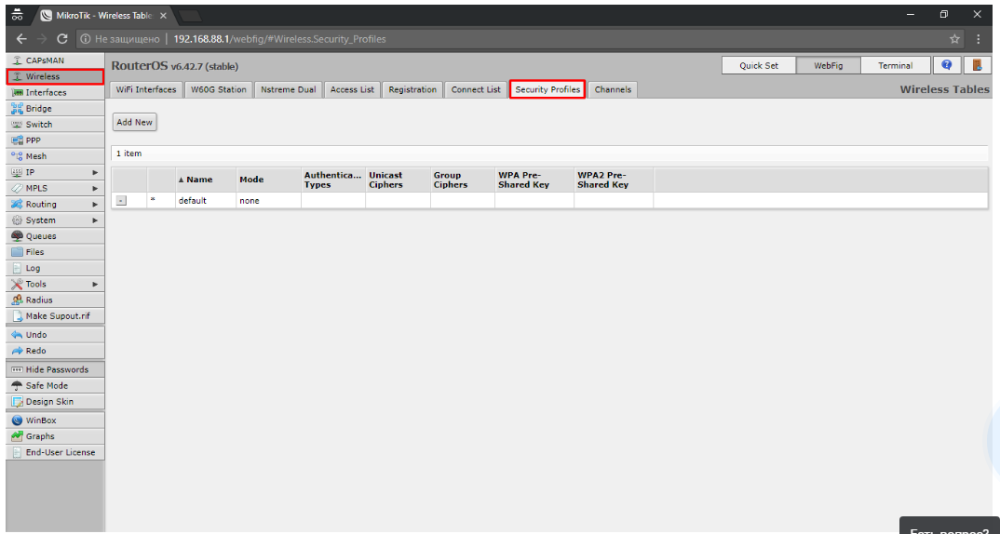 MikroTik - Wireless Table
Не защищено | 192.168.88.1/webfig/#Wireless.Security_Profiles
CAPsMAN
Wireless
Interfaces
Bridge
Switch
PPP
Mesh
IP
MPLS
Routing
System
Queues
Files
Log
Tools
Radius
Make Supout.rif
Undo
Redo
Hide Passwords
Safe Mode
Design Skin
WinBox
Graphs
End-User License
RouterOS v6.42.7 (stable)
Quick Set WebFig Terminal
WiFi Interfaces W60G Station Nstreme Dual Access List Registration Connect List Security Profiles Channels Wireless Tables
Add New
1 item
▲ Name Mode Authentica... Types Unicast Ciphers Group Ciphers WPA Pre-Shared Key WPA2 Pre-Shared Key
- * default none
Есть вопрос?